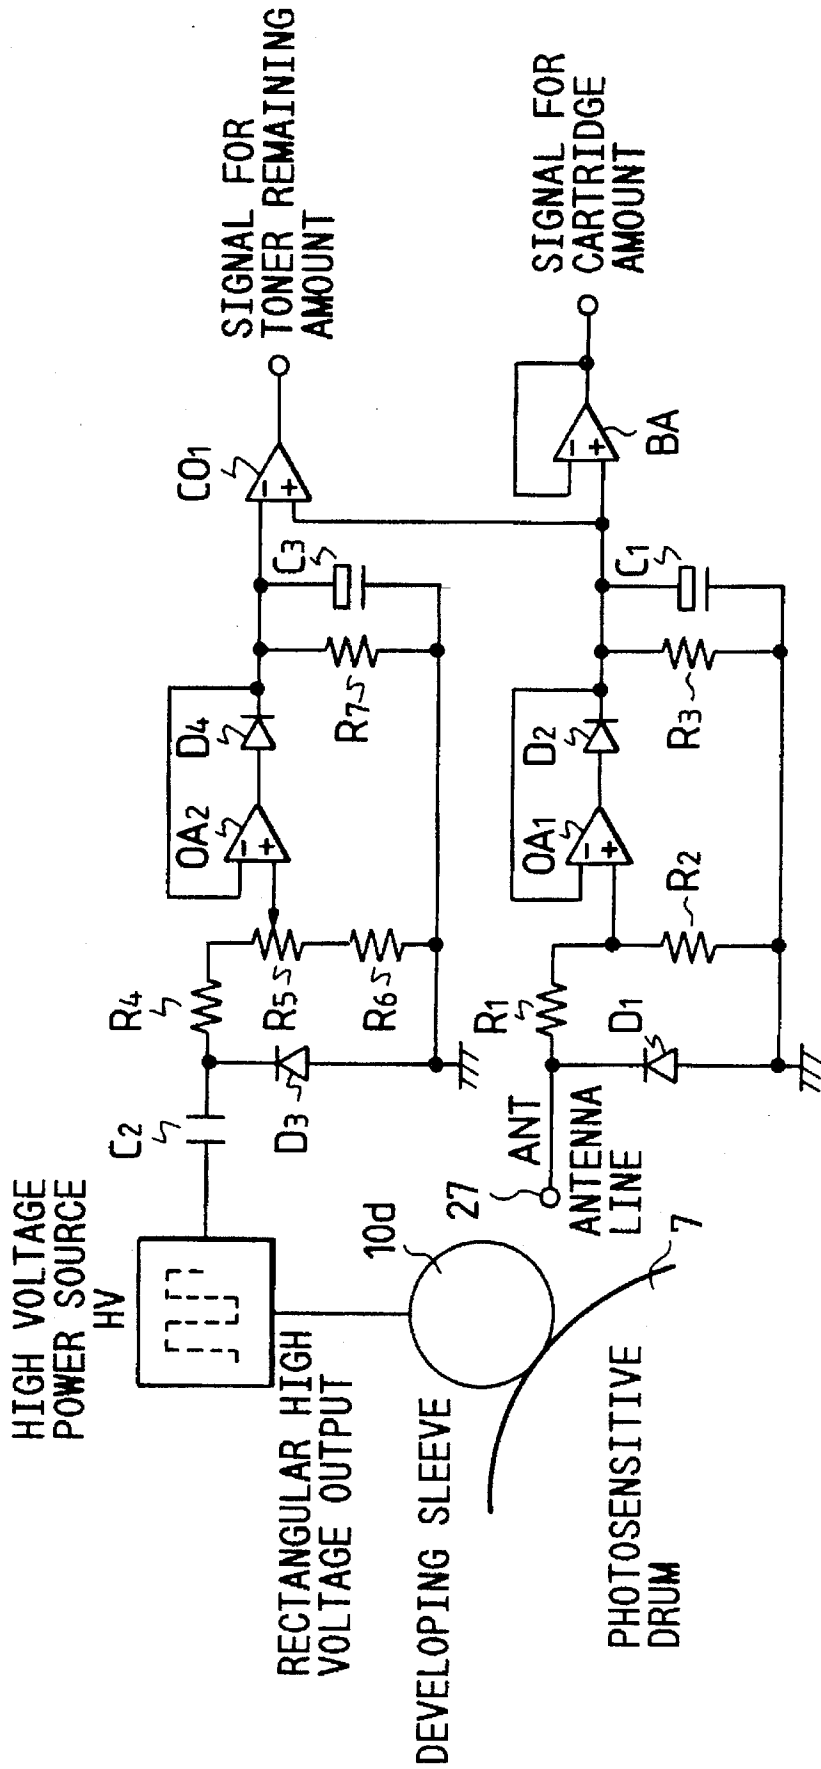 HIGH VOLTAGE
POWER SOURCE
HV
RECTANGULAR HIGH
VOLTAGE OUTPUT
DEVELOPING SLEEVE
10d
PHOTOSENSITIVE
DRUM
7
27
ANT
ANTENNA
LINE
C2
R4
D3
R5
R6
OA2
-
+
D4
R7
C3
CO1
-
+
SIGNAL FOR
TONER REMAINING
AMOUNT
R1
D1
R2
OA1
-
+
D2
R3
C1
-
+
BA
SIGNAL FOR
CARTRIDGE
AMOUNT